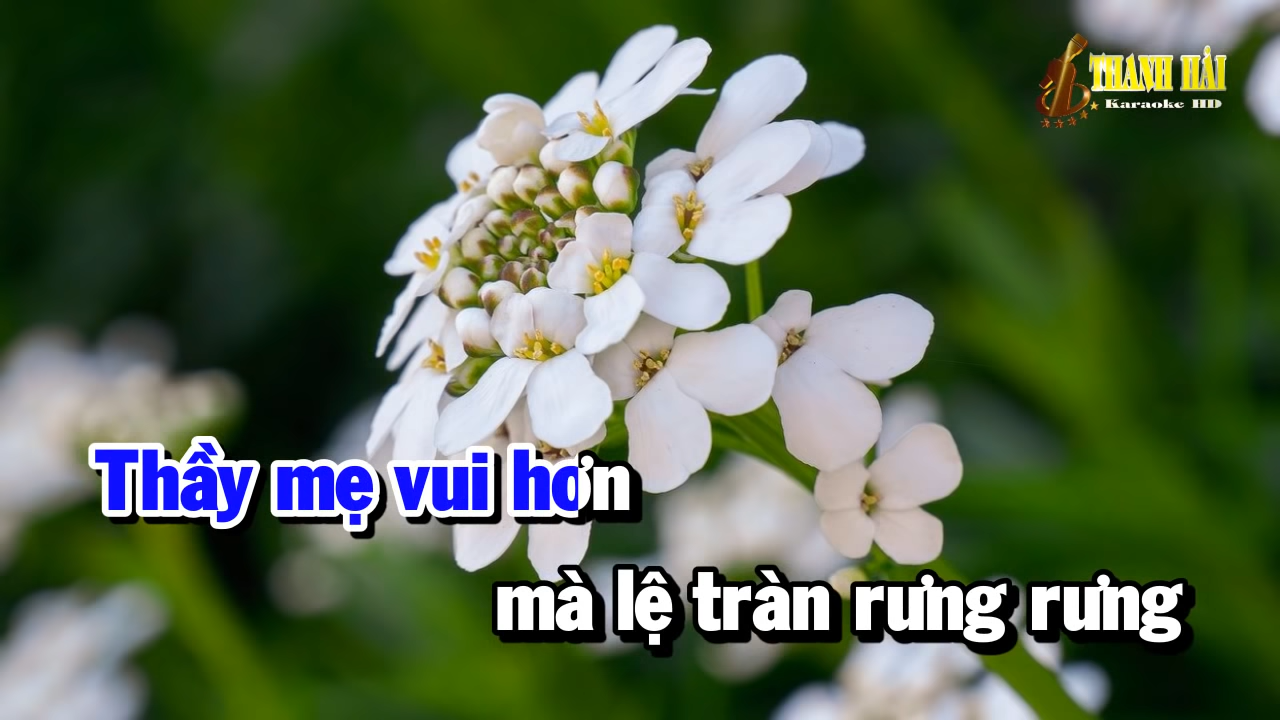 THANH HẢI
Karaoke HD
Thầy mẹ vui hơn
mà lệ tràn rưng rưng